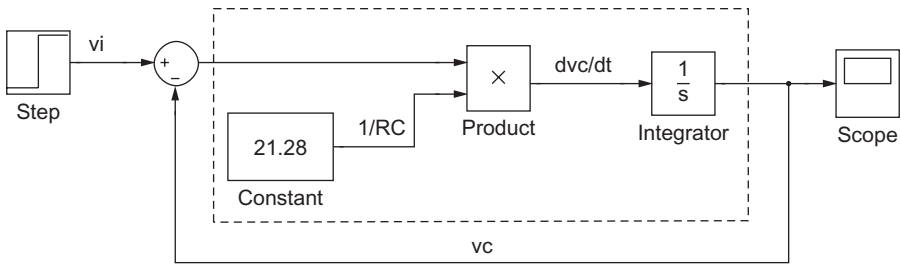 vi
+
−
Step
21.28
Constant
1/RC
×
Product
dvc/dt
1
s
Integrator
Scope
vc